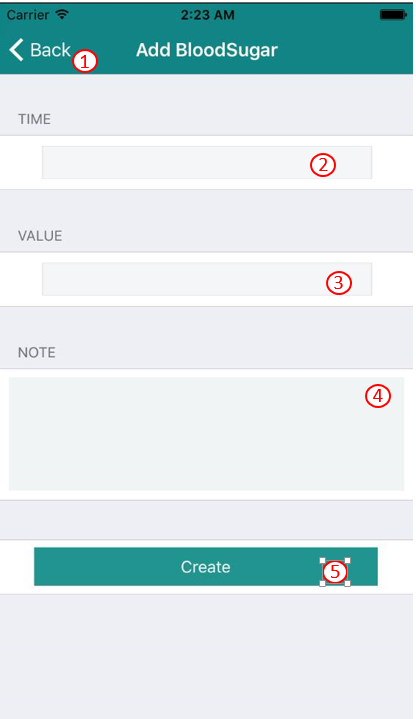 Carrier 2:23 AM
Back ① Add BloodSugar
TIME
②
VALUE
③
NOTE
④
Create ⑤